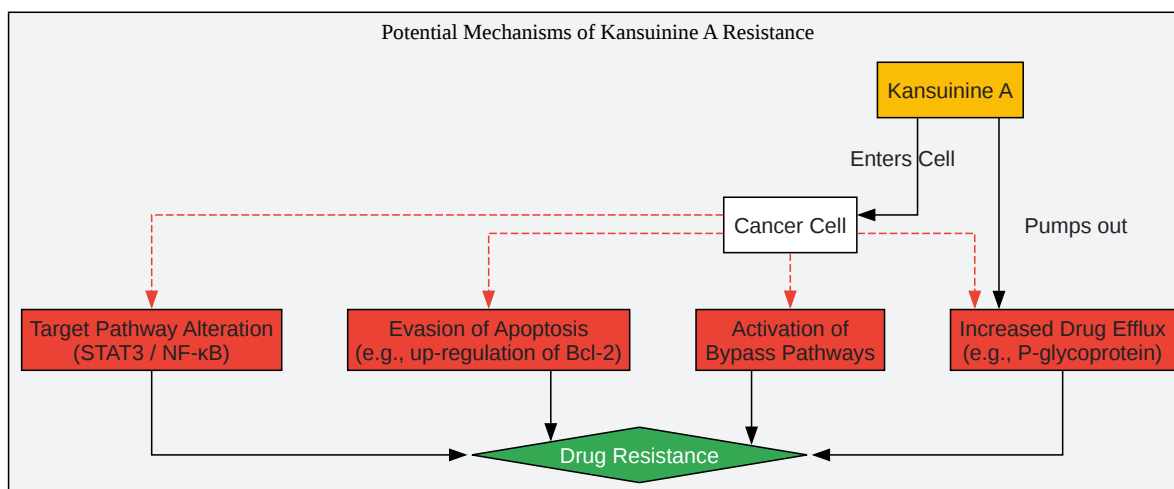 Potential Mechanisms of Kansuinine A Resistance
Kansuinine A
Enters Cell
Cancer Cell
Pumps out
Target Pathway Alteration
(STAT3 / NF-κB)
Evasion of Apoptosis
(e.g., up-regulation of Bcl-2)
Activation of
Bypass Pathways
Increased Drug Efflux
(e.g., P-glycoprotein)
Drug Resistance